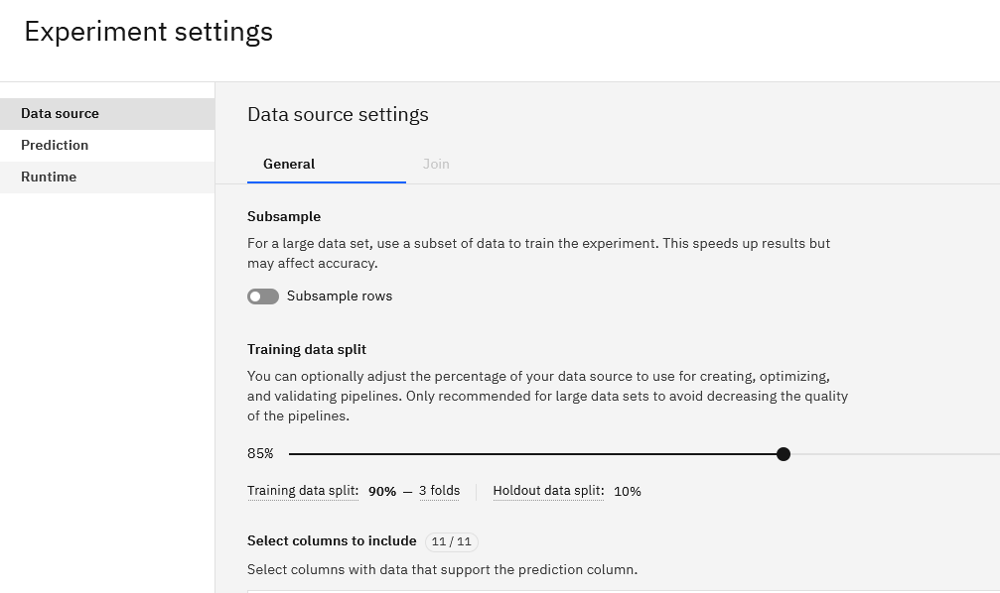 Experiment settings
Data source
Prediction
Runtime
Data source settings
General Join
Subsample
For a large data set, use a subset of data to train the experiment. This speeds up results but
may affect accuracy.
Subsample rows
Training data split
You can optionally adjust the percentage of your data source to use for creating, optimizing,
and validating pipelines. Only recommended for large data sets to avoid decreasing the quality
of the pipelines.
85%
Training data split: 90% — 3 folds Holdout data split: 10%
Select columns to include 11 / 11
Select columns with data that support the prediction column.